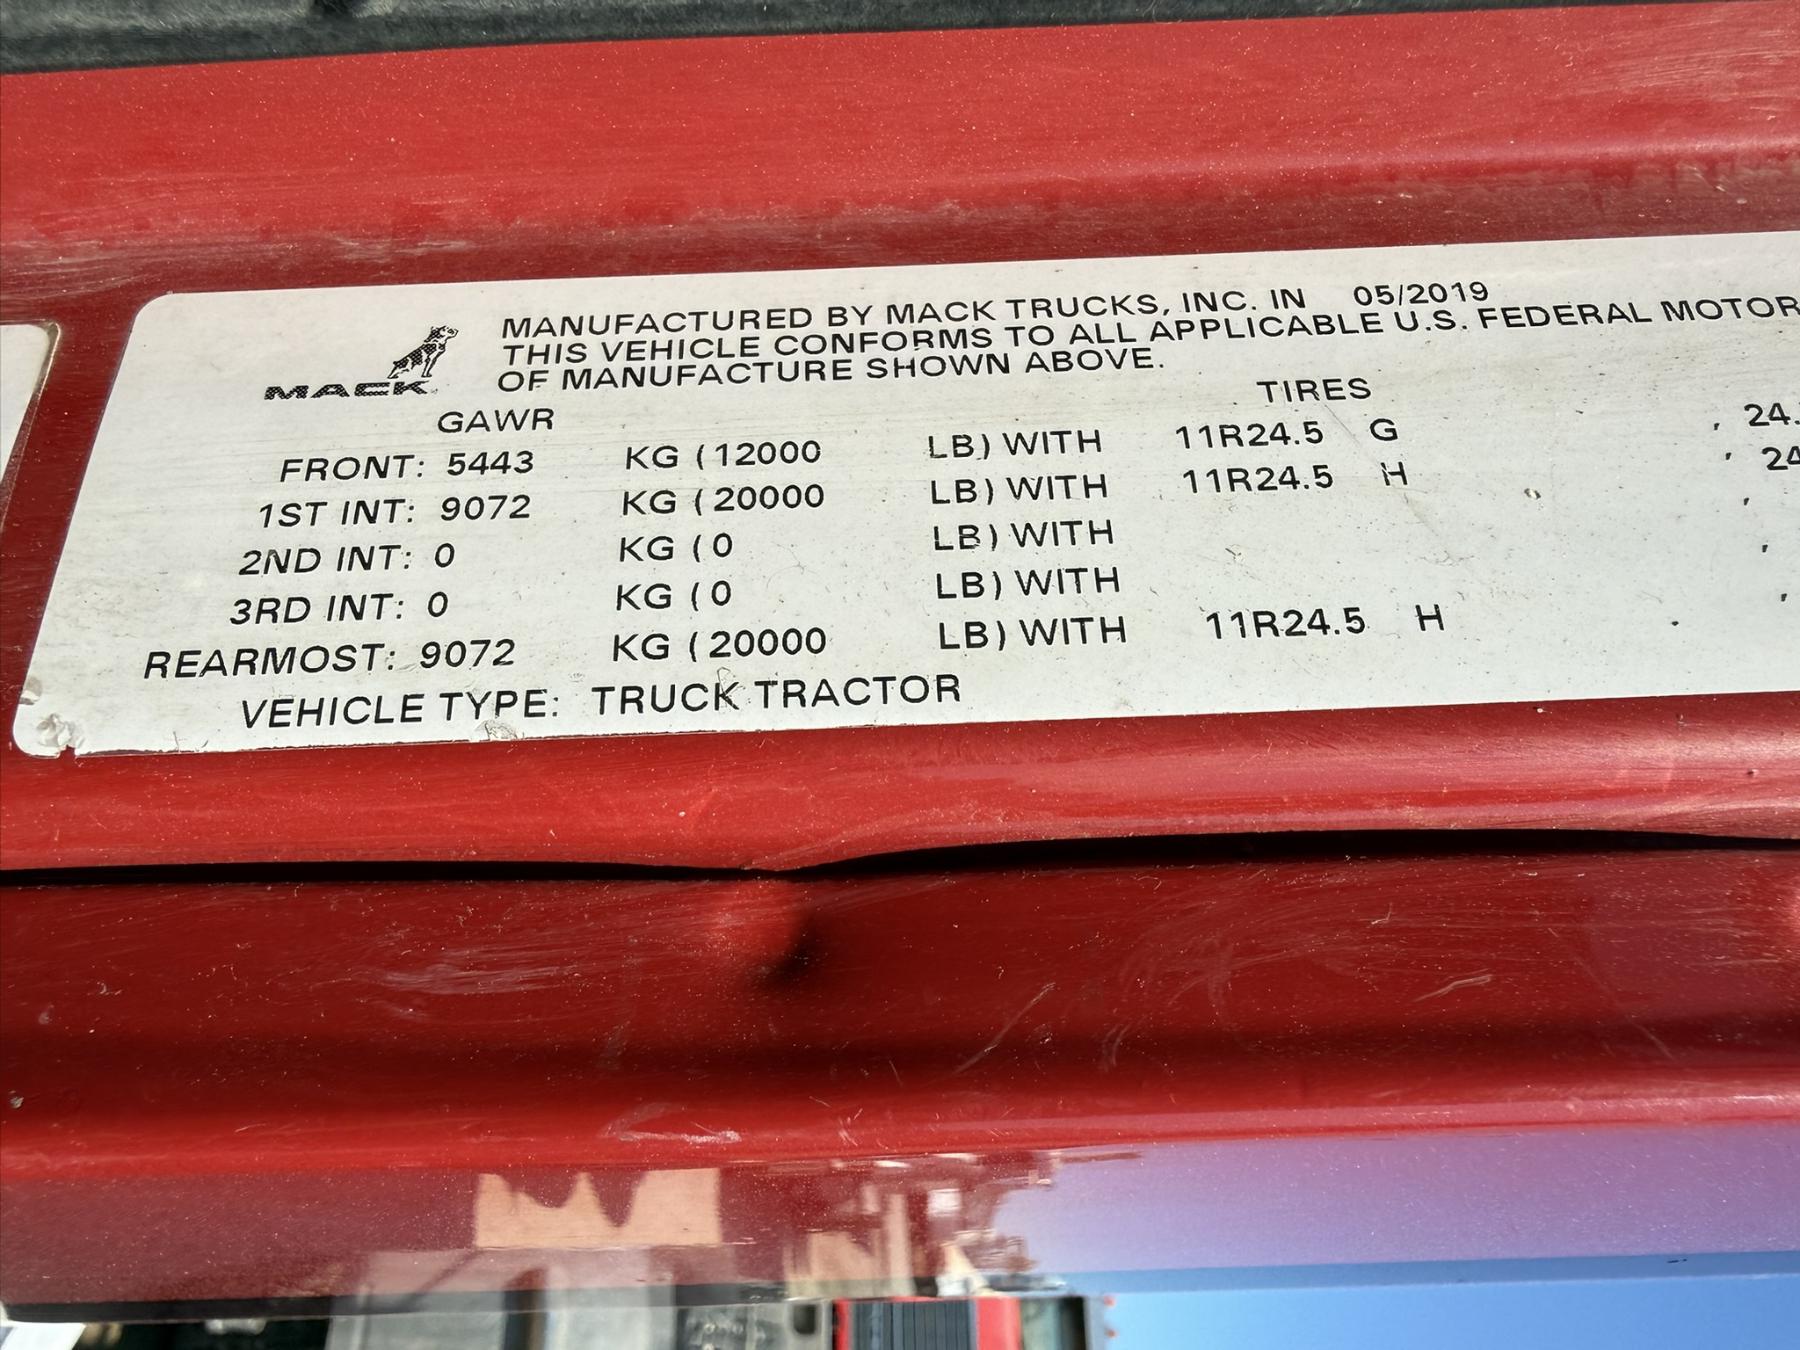 MANUFACTURED BY MACK TRUCKS, INC. IN 05/2019
THIS VEHICLE CONFORMS TO ALL APPLICABLE U.S. FEDERAL MOTOR
OF MANUFACTURE SHOWN ABOVE.
MACK
GAWR TIRES
FRONT: 5443 KG (12000 LB) WITH 11R24.5 G , 24.
1ST INT: 9072 KG (20000 LB) WITH 11R24.5 H , 24
2ND INT: 0 KG (0 LB) WITH ,
3RD INT: 0 KG (0 LB) WITH ,
REARMOST: 9072 KG (20000 LB) WITH 11R24.5 H ,
VEHICLE TYPE: TRUCK TRACTOR